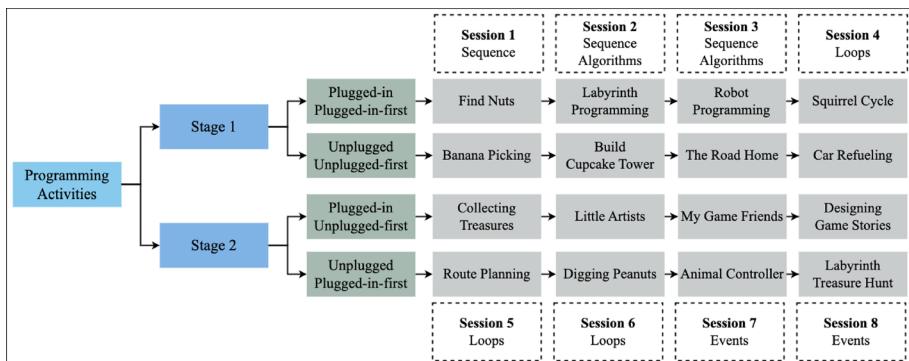 Session 1
Sequence
Session 2
Sequence
Algorithms
Session 3
Sequence
Algorithms
Session 4
Loops
Programming
Activities
Stage 1
Plugged-in
Plugged-in-first
Find Nuts
Labyrinth
Programming
Robot
Programming
Squirrel Cycle
Unplugged
Unplugged-first
Banana Picking
Build
Cupcake Tower
The Road Home
Car Refueling
Stage 2
Plugged-in
Unplugged-first
Collecting
Treasures
Little Artists
My Game Friends
Designing
Game Stories
Unplugged
Plugged-in-first
Route Planning
Digging Peanuts
Animal Controller
Labyrinth
Treasure Hunt
Session 5
Loops
Session 6
Loops
Session 7
Events
Session 8
Events